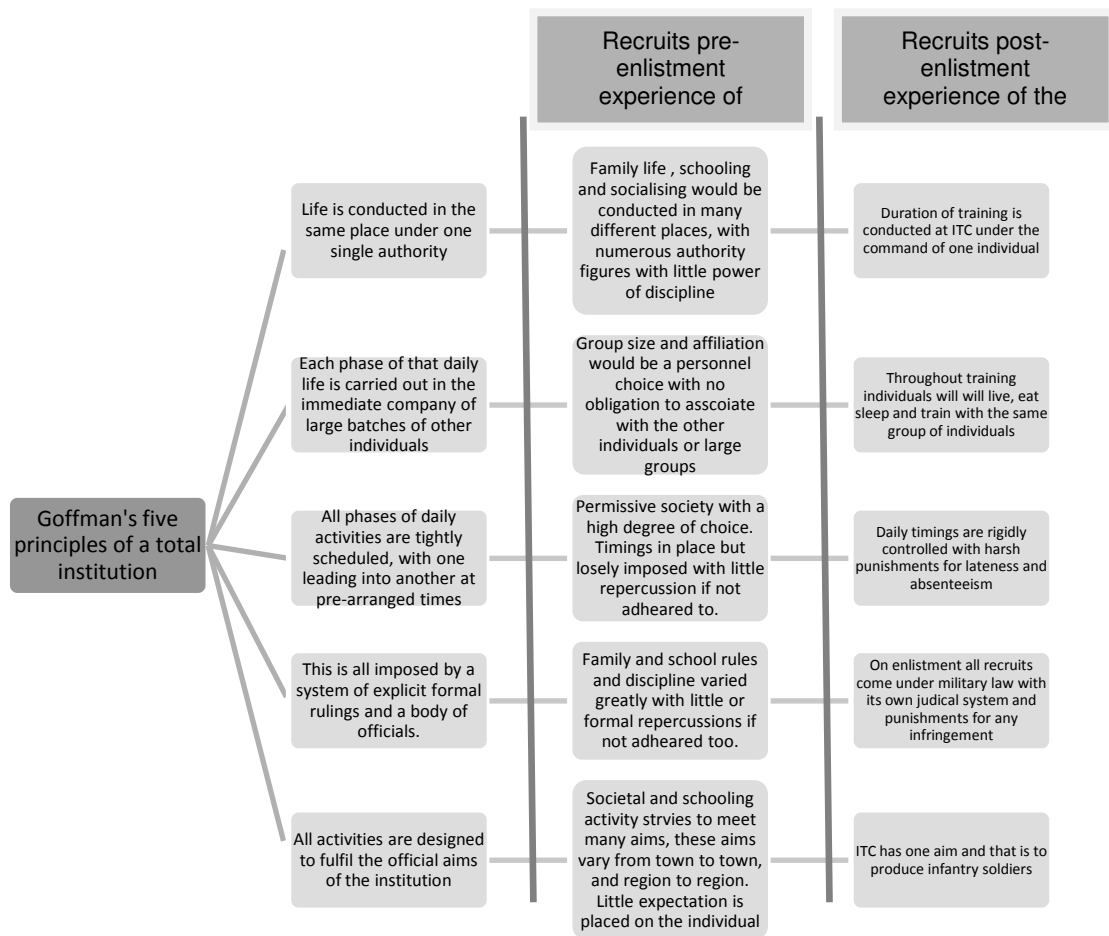 Recruits pre-
enlistment
experience of
Recruits post-
enlistment
experience of the
Life is conducted in the
same place under one
single authority
Family life , schooling
and socialising would be
conducted in many
different places, with
numerous authority
figures with little power
of discipline
Duration of training is
conducted at ITC under the
command of one individual
Each phase of that daily
life is carried out in the
immediate company of
large batches of other
individuals
Group size and affiliation
would be a personnel
choice with no
obligation to asscoiate
with the other
individuals or large
groups
Throughout training
individuals will will live, eat
sleep and train with the same
group of individuals
Goffman's five
principles of a total
institution
All phases of daily
activities are tightly
scheduled, with one
leading into another at
pre-arranged times
Permissive society with a
high degree of choice.
Timings in place but
losely imposed with little
repercussion if not
adheared to.
Daily timings are rigidly
controlled with harsh
punishments for lateness and
absenteeism
This is all imposed by a
system of explicit formal
rulings and a body of
officials.
Family and school rules
and discipline varied
greatly with little or
formal repercussions if
not adheared too.
On enlistment all recruits
come under military law with
its own judical system and
punishments for any
infringement
All activities are designed
to fulfil the official aims
of the institution
Societal and schooling
activity strvies to meet
many aims, these aims
vary from town to town,
and region to region.
Little expectation is
placed on the individual
ITC has one aim and that is to
produce infantry soldiers